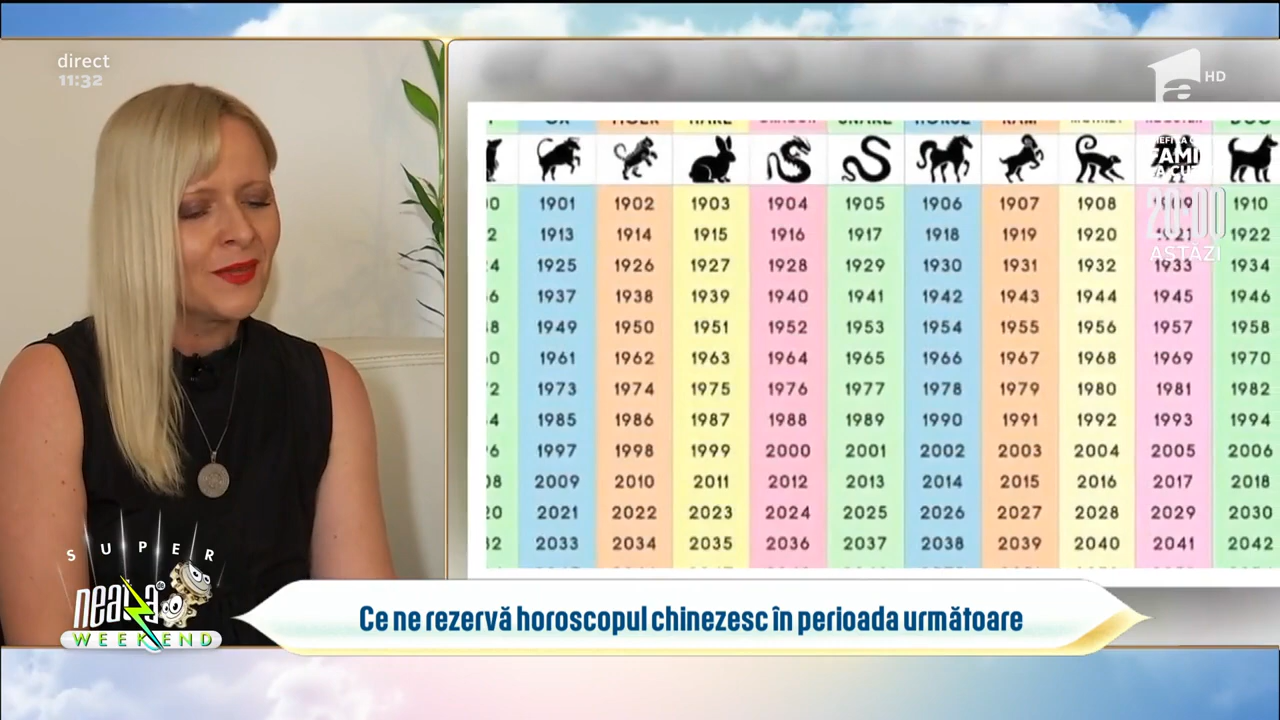 direct
11:32
HD
20:00
ASTĂZI
1901 1902 1903 1904 1905 1906 1907 1908 1909 1910
1913 1914 1915 1916 1917 1918 1919 1920 1921 1922
1925 1926 1927 1928 1929 1930 1931 1932 1933 1934
1937 1938 1939 1940 1941 1942 1943 1944 1945 1946
1949 1950 1951 1952 1953 1954 1955 1956 1957 1958
1961 1962 1963 1964 1965 1966 1967 1968 1969 1970
1973 1974 1975 1976 1977 1978 1979 1980 1981 1982
1985 1986 1987 1988 1989 1990 1991 1992 1993 1994
1997 1998 1999 2000 2001 2002 2003 2004 2005 2006
2009 2010 2011 2012 2013 2014 2015 2016 2017 2018
2021 2022 2023 2024 2025 2026 2027 2028 2029 2030
2033 2034 2035 2036 2037 2038 2039 2040 2041 2042
SUPER
neatza
WEEKEND
Ce ne rezervă horoscopul chinezesc în perioada următoare